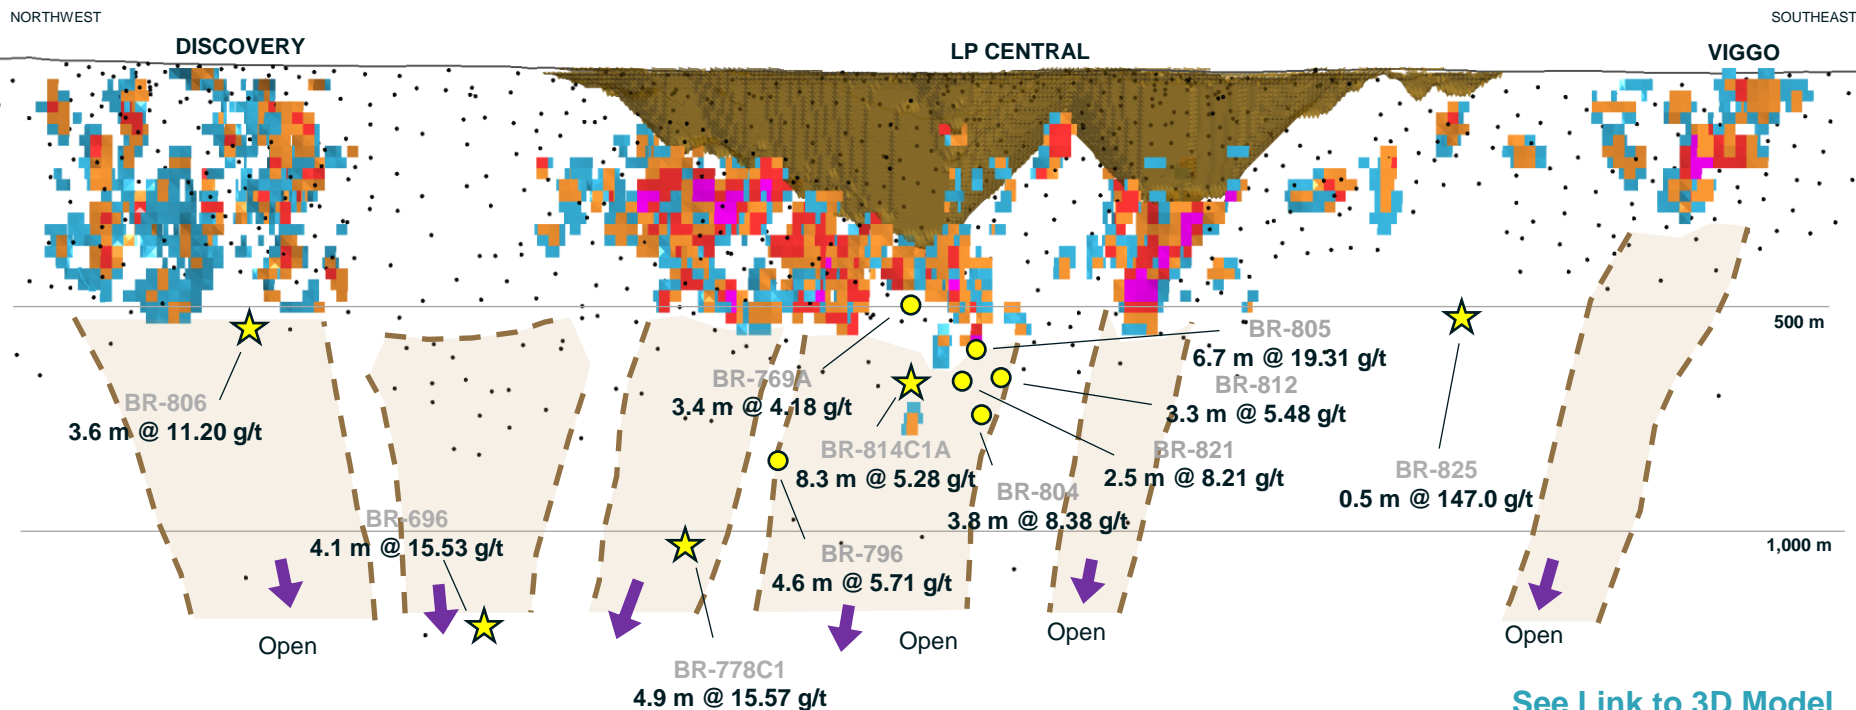 NORTHWEST
SOUTHEAST
DISCOVERY
LP CENTRAL
VIGGO
500 m
BR-805
6.7 m @ 19.31 g/t
BR-769A
3.4 m @ 4.18 g/t
BR-812
3.3 m @ 5.48 g/t
BR-806
3.6 m @ 11.20 g/t
BR-814C1A
8.3 m @ 5.28 g/t
BR-821
2.5 m @ 8.21 g/t
BR-825
0.5 m @ 147.0 g/t
BR-804
3.8 m @ 8.38 g/t
BR-696
4.1 m @ 15.53 g/t
1,000 m
BR-796
4.6 m @ 5.71 g/t
Open
Open
Open
Open
BR-778C1
4.9 m @ 15.57 g/t
See Link to 3D Model